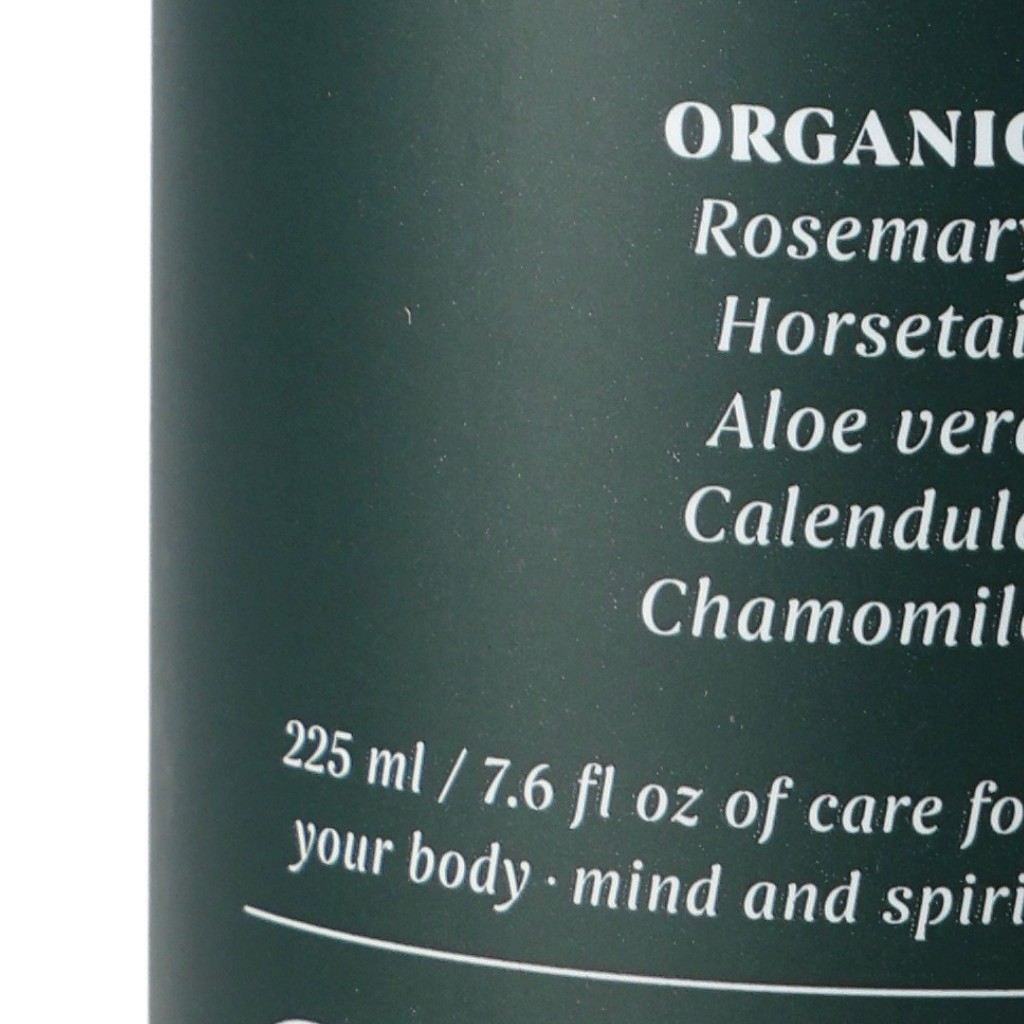 ORGANIC
Rosemary
Horsetai
Aloe vera
Calendula
Chamomile
225 ml / 7.6 fl oz of care fo
your body · mind and spiri